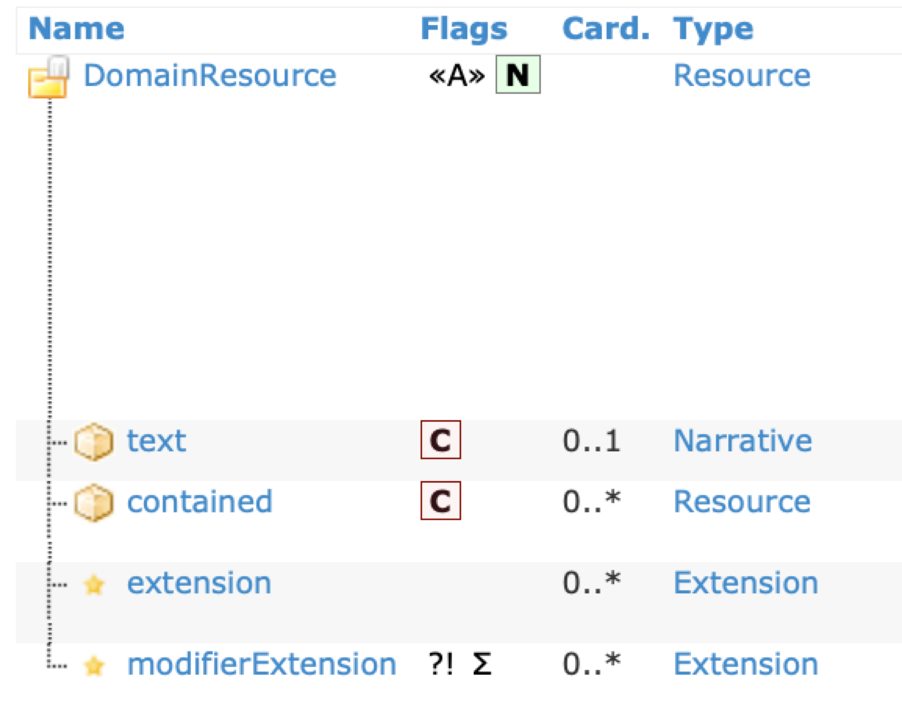 Name Flags Card. Type
DomainResource «A» N Resource
text C 0..1 Narrative
contained C 0..* Resource
extension 0..* Extension
modifierExtension ?! Σ 0..* Extension